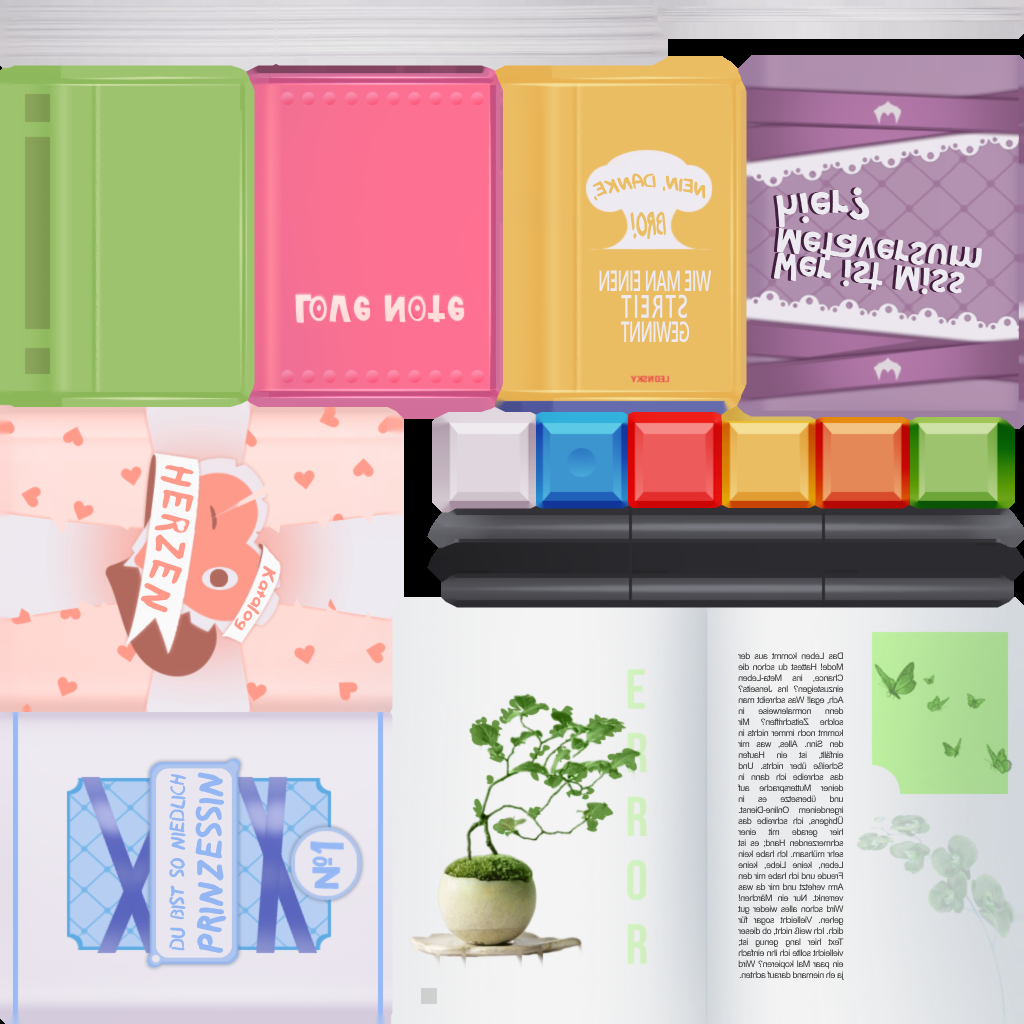 LOVE NOTE
NEIN, DANKE,
BRO!
WIE MAN EINEN
STREIT
GEWINNT
LEONSKY
Wer ist Miss
Metaversum
hier?
HERZEN
Katalog
DU BIST SO NIEDLICH
PRINZESSIN
№1
ERROR
Das Leben kommt aus der
Mode! Hattest du schon die
Chance, ins Meta-Leben
einzusteigen? Ins Jenseits?
Ach, egal! Was schreibt man
denn normalerweise in
solche Zeitschriften? Mir
kommt noch immer nichts in
den Sinn. Alles, was mir
einfällt, ist ein Haufen
Scheiße über nichts. Und
das schreibe ich dann in
deiner Muttersprache auf
und übersetze es in
irgendeinem Online-Dienst.
Übrigens, ich schreibe das
hier gerade mit einer
schmerzenden Hand; es ist
sehr mühsam. Ich habe kein
Leben, keine Liebe, keine
Freude und ich habe mir den
Arm verletzt und mir da was
verrenkt. Nur ein Märchen!
Wird schon alles wieder gut
gehen. Vielleicht sogar für
dich. Ich weiß nicht, ob dieser
Text hier lang genug ist;
vielleicht sollte ich ihn einfach
ein paar Mal kopieren? Wird
ja eh niemand darauf achten.